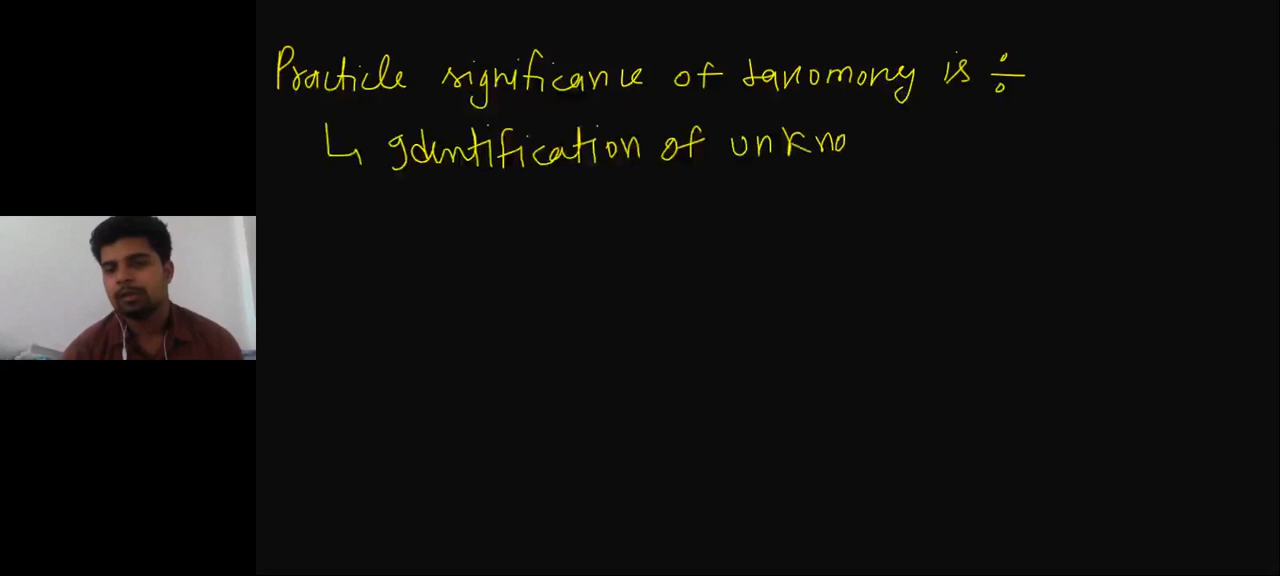 Practicle significance of taxomony is ÷
↳ Identification of unkno